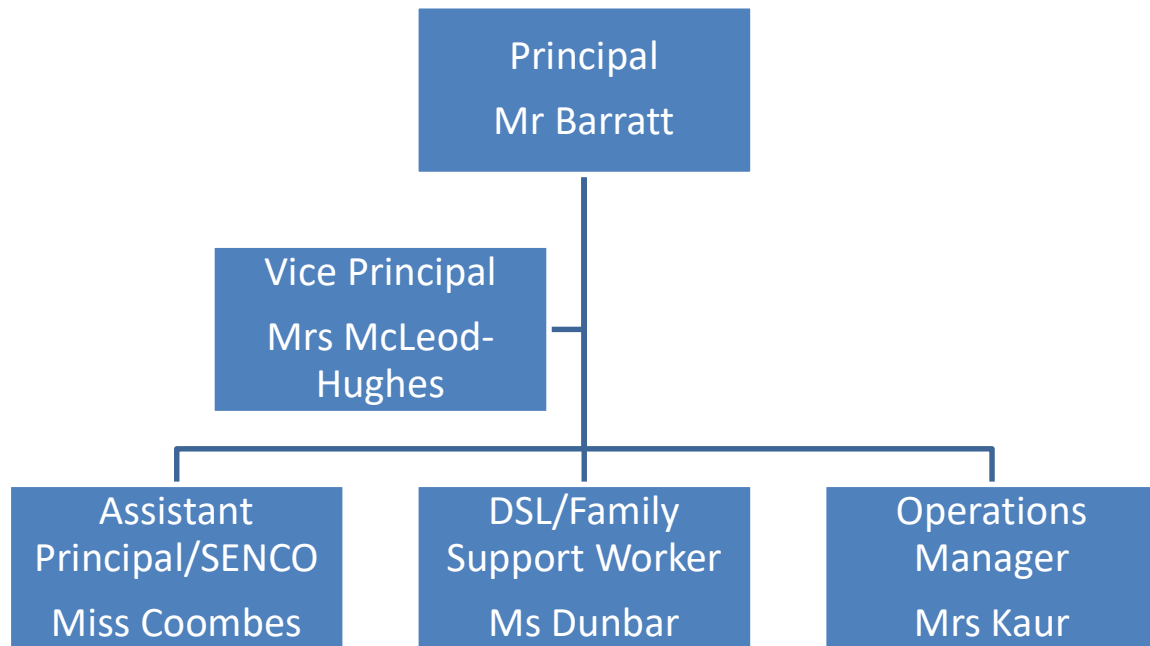 Principal
Mr Barratt
Vice Principal
Mrs McLeod-
Hughes
Assistant
Principal/SENCO
Miss Coombes
DSL/Family
Support Worker
Ms Dunbar
Operations
Manager
Mrs Kaur